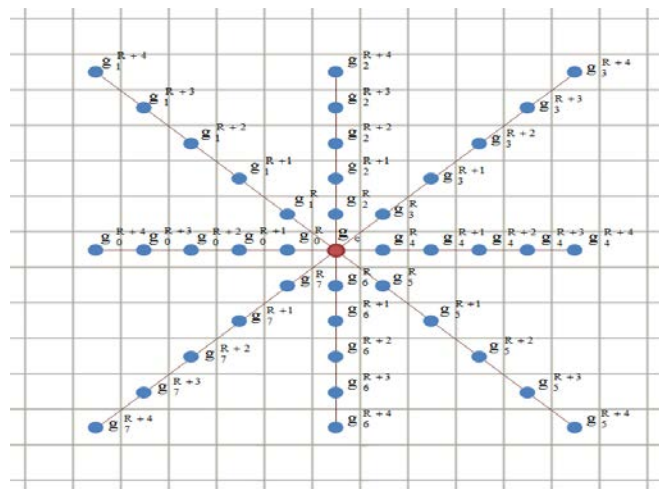 g₁ᴿ ⁺ ⁴
g₂ᴿ ⁺ ⁴
g₃ᴿ ⁺ ⁴
g₁ᴿ ⁺ ³
g₂ᴿ ⁺ ³
g₃ᴿ ⁺ ³
g₁ᴿ ⁺ ²
g₂ᴿ ⁺ ²
g₃ᴿ ⁺ ²
g₁ᴿ ⁺ ¹
g₂ᴿ ⁺ ¹
g₃ᴿ ⁺ ¹
g₁ᴿ
g₂ᴿ
g₃ᴿ
g₀ᴿ ⁺ ⁴ g₀ᴿ ⁺ ³ g₀ᴿ ⁺ ² g₀ᴿ ⁺ ¹ g₀ᴿ g c g₄ᴿ g₄ᴿ ⁺ ¹ g₄ᴿ ⁺ ² g₄ᴿ ⁺ ³ g₄ᴿ ⁺ ⁴
g₇ᴿ
g₆ᴿ
g₅ᴿ
g₇ᴿ ⁺ ¹
g₆ᴿ ⁺ ¹
g₅ᴿ ⁺ ¹
g₇ᴿ ⁺ ²
g₆ᴿ ⁺ ²
g₅ᴿ ⁺ ²
g₇ᴿ ⁺ ³
g₆ᴿ ⁺ ³
g₅ᴿ ⁺ ³
g₇ᴿ ⁺ ⁴
g₆ᴿ ⁺ ⁴
g₅ᴿ ⁺ ⁴